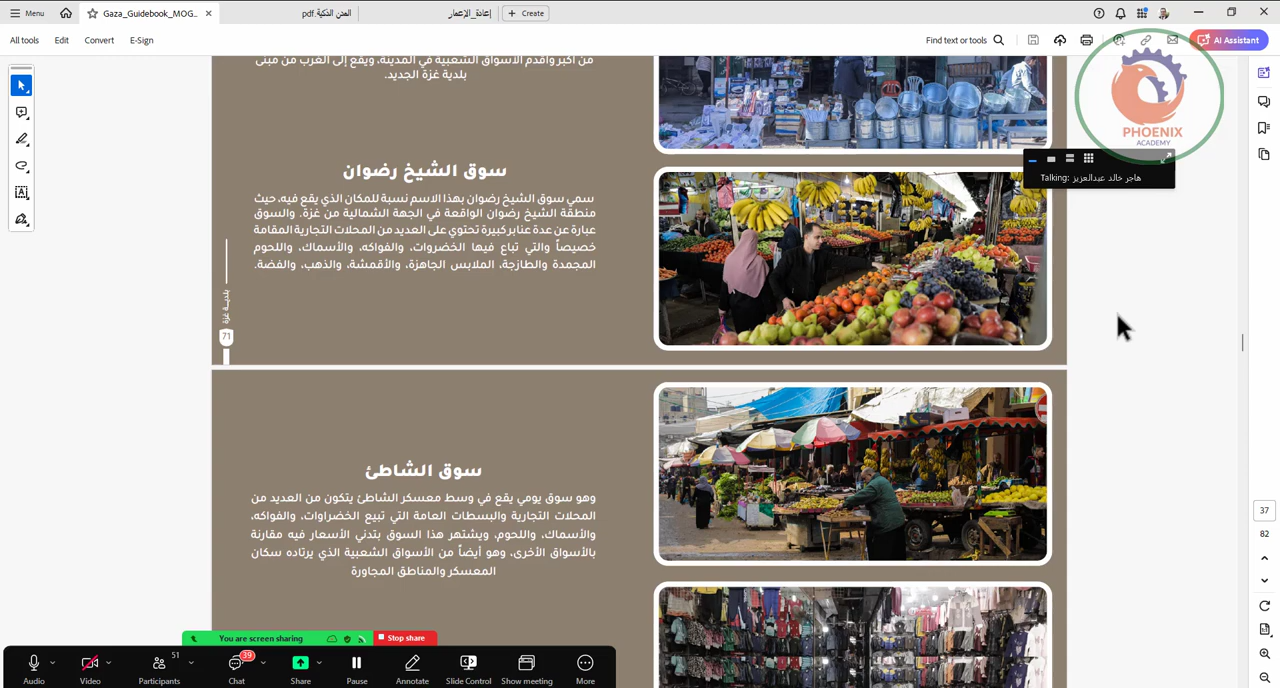 Menu
Gaza_Guidebook_MOG...
المدن الذكية.pdf
إعادة_الإعمار
Create
All tools
Edit
Convert
E-Sign
Find text or tools
AI Assistant
من أكبر وأقدم الأسواق الشعبية في المدينة، ويقع إلى الغرب من مبنى
بلدية غزة الجديد.
PHOENIX
ACADEMY
Talking: هاجر خالد عبدالعزيز
سوق الشيخ رضوان
سمي سوق الشيخ رضوان بهذا الاسم نسبة للمكان الذي يقع فيه، حيث
منطقة الشيخ رضوان الواقعة في الجهة الشمالية من غزة. والسوق
عبارة عن عدة عنابر كبيرة تحتوي على العديد من المحلات التجارية المقامة
خصيصاً والتي تباع فيها الخضروات، والفواكه، والأسماك، واللحوم
المجمدة والطازجة، الملابس الجاهزة، والأقمشة، والذهب، والفضة.
بلدية غزة
71
سوق الشاطئ
وهو سوق يومي يقع في وسط معسكر الشاطئ يتكون من العديد من
المحلات التجارية والبسطات العامة التي تبيع الخضراوات، والفواكه،
والأسماك، واللحوم، ويشتهر هذا السوق بتدني الأسعار فيه مقارنة
بالأسواق الأخرى، وهو أيضاً من الأسواق الشعبية الذي يرتاده سكان
المعسكر والمناطق المجاورة
37
82
You are screen sharing
Stop share
51
39
Audio
Video
Participants
Chat
Share
Pause
Annotate
Slide Control
Show meeting
More